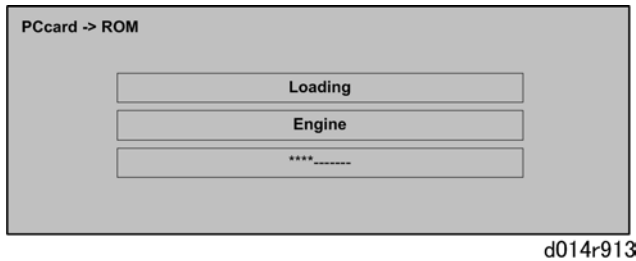 PCcard -> ROM
Loading
Engine
****-------
d014r913